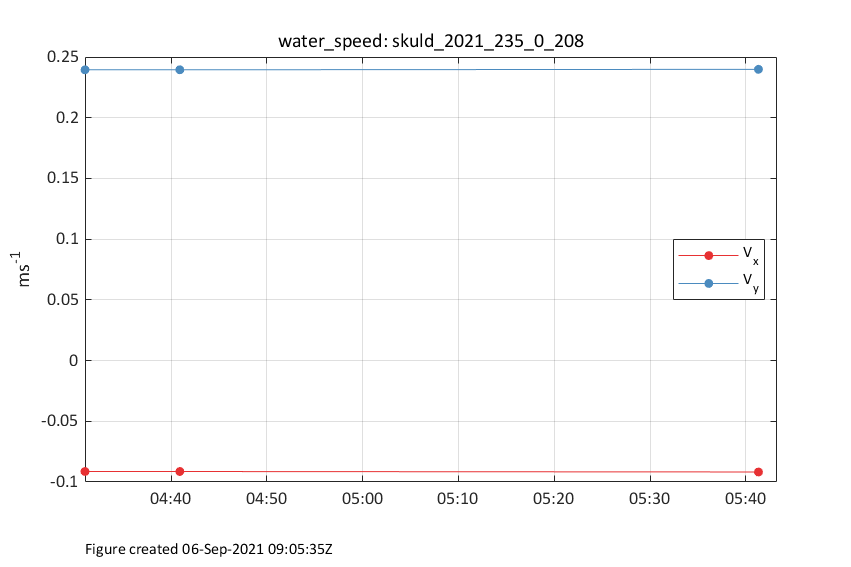 water_speed: skuld_2021_235_0_208
0.25
0.2
0.15
0.1
0.05
0
-0.05
-0.1
ms-1
Vx
Vy
04:40 04:50 05:00 05:10 05:20 05:30 05:40
Figure created 06-Sep-2021 09:05:35Z